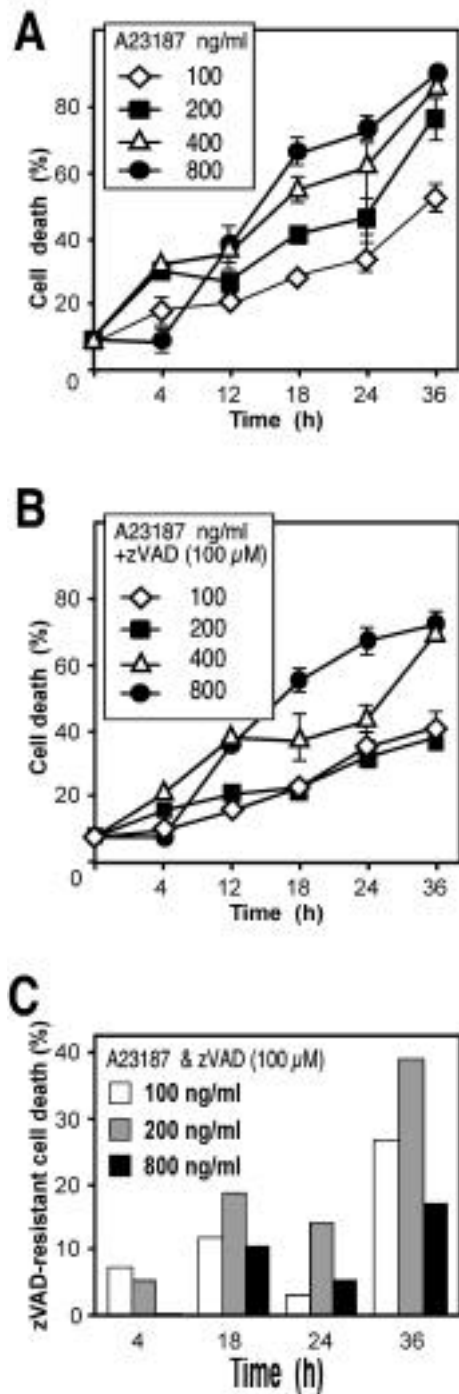 A
A23187 ng/ml
100
200
400
800
Cell death (%)
80
60
40
20
0
4 12 18 24 36
Time (h)
B
A23187 ng/ml
+zVAD (100 µM)
100
200
400
800
Cell death (%)
80
60
40
20
0
4 12 18 24 36
Time (h)
C
A23187 & zVAD (100 µM)
100 ng/ml
200 ng/ml
800 ng/ml
zVAD-resistant cell death (%)
40
30
20
10
0
4 18 24 36
Time (h)